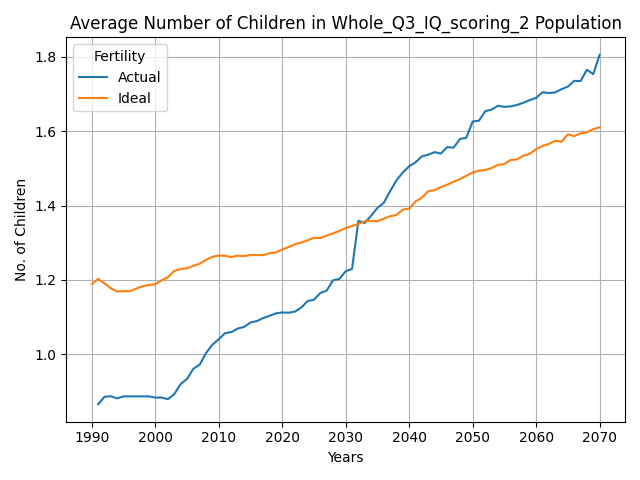 Average Number of Children in Whole_Q3_IQ_scoring_2 Population
Fertility
Actual
Ideal
No. of Children
1.8
1.6
1.4
1.2
1.0
1990 2000 2010 2020 2030 2040 2050 2060 2070
Years